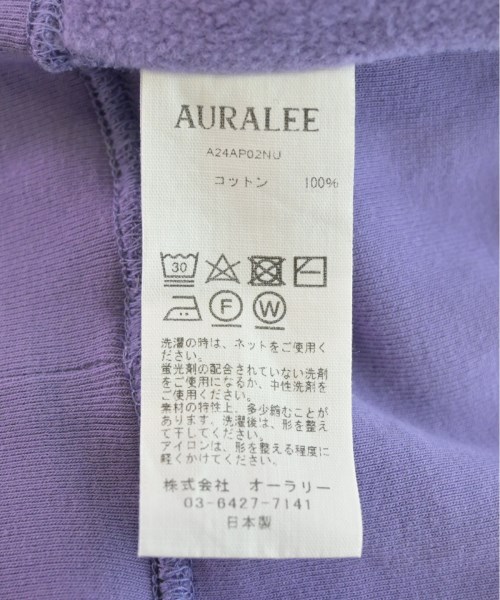 AURALEE
A24AP02NU
コットン 100%
30
F W
洗濯の時は、ネットをご使用く
ださい。
蛍光剤の配合されていない洗剤
をご使用になるか、中性洗剤を
ご使用ください。
素材の特性上、多少縮むことが
あります、洗濯後は、形を整え
て干してください。
アイロンは、形を整える程度に
軽くかけてください。
株式会社 オーラリー
03-6427-7141
日本製